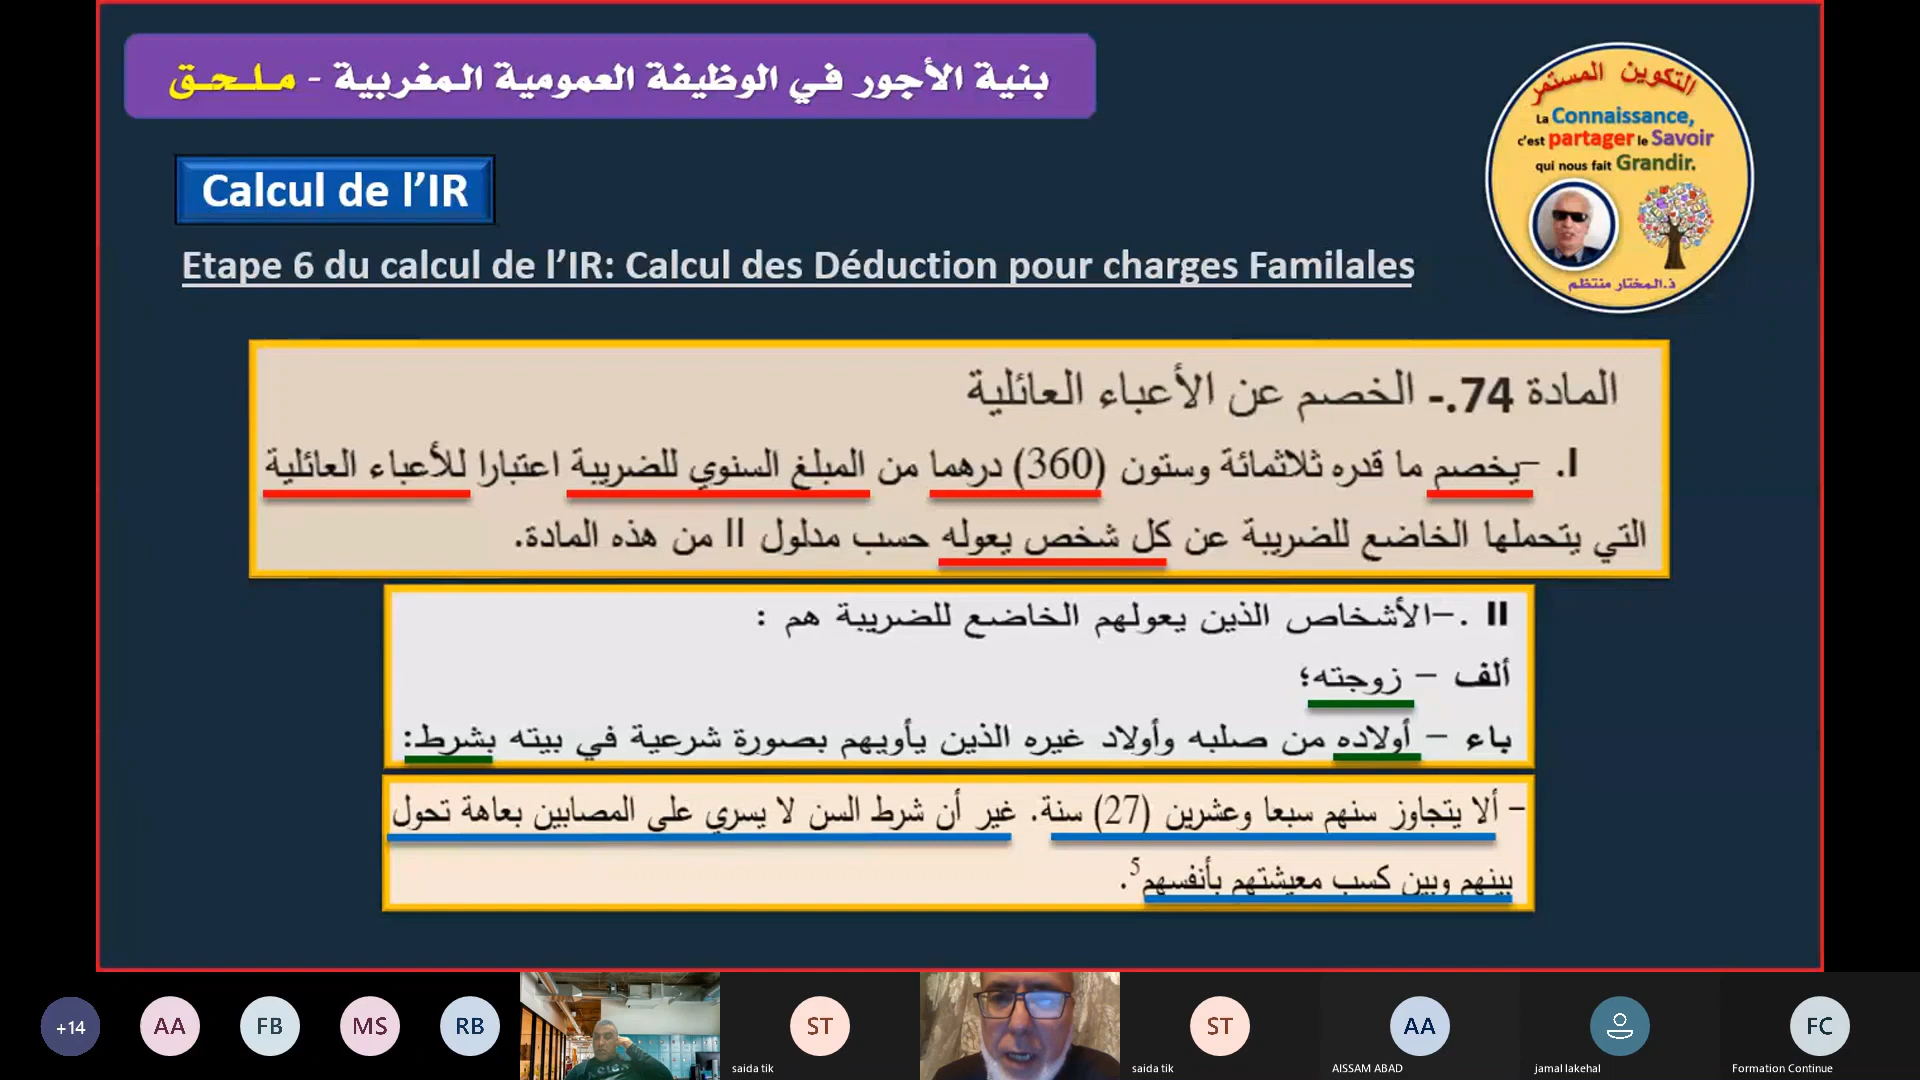 بنية الأجور في الوظيفة العمومية المغربية - ملحق
التكوين المستمر
La Connaissance,
c'est partager le Savoir
qui nous fait Grandir.
ذ.المختار منتظم
Calcul de l'IR
Etape 6 du calcul de l'IR: Calcul des Déduction pour charges Familales
المادة 74.- الخصم عن الأعباء العائلية
I. -يخصم ما قدره ثلاثمائة وستون (360) درهما من المبلغ السنوي للضريبة اعتبارا للأعباء العائلية
التي يتحملها الخاضع للضريبة عن كل شخص يعوله حسب مدلول II من هذه المادة.
II .-الأشخاص الذين يعولهم الخاضع للضريبة هم :
ألف - زوجته؛
باء - أولاده من صلبه وأولاد غيره الذين يأويهم بصورة شرعية في بيته بشرط:
- ألا يتجاوز سنهم سبعا وعشرين (27) سنة. غير أن شرط السن لا يسري على المصابين بعاهة تحول
بينهم وبين كسب معيشتهم بأنفسهم5.
+14
AA
FB
MS
RB
ST
saida tik
ST
saida tik
AA
AISSAM ABAD
jamal lakehal
FC
Formation Continue